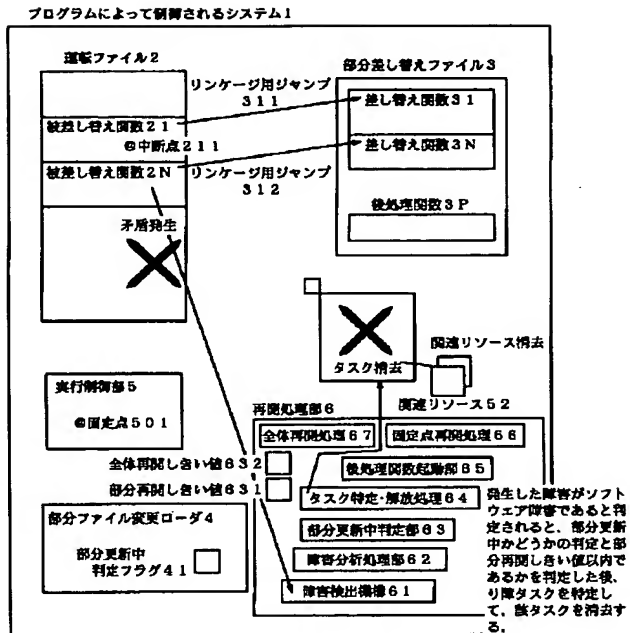 プログラムによって制御されるシステム1
運転ファイル2
リンケージ用ジャンプ
311
部分差し替えファイル3
被差し替え関数21
@中断点211
差し替え関数31
被差し替え関数2N
リンケージ用ジャンプ
312
差し替え関数3N
後処理関数3P
矛盾発生
タスク消去
関連リソース消去
関連リソース52
実行制御部5
@固定点501
再開処理部6
全体再開処理67
固定点再開処理66
全体再開しきい値632
後処理関数起動部65
部分再開しきい値631
タスク特定・解放処理64
部分ファイル変更ローダ4
部分更新中
判定フラグ41
部分更新中判定部63
障害分析処理部62
障害検出機構61
発生した障害がソフト
ウェア障害であると判
定されると、部分更新
中かどうかの判定と部
分再開しきい値以内で
あるかを判定した後、
り障タスクを特定し
て、該タスクを消去す
る。